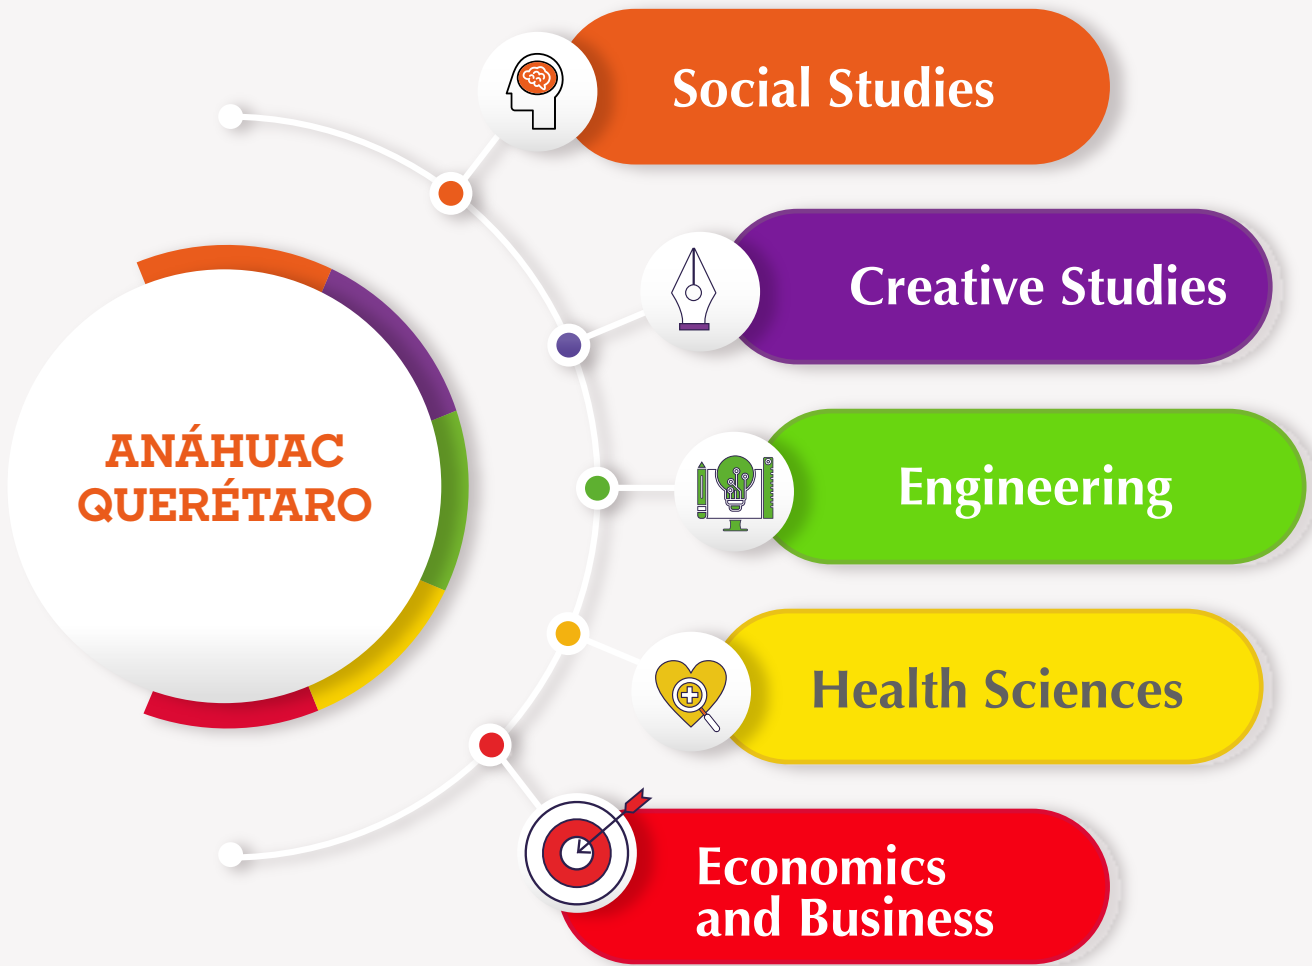 Social Studies
Creative Studies
ANÁHUAC
QUERÉTARO
Engineering
Health Sciences
Economics
and Business